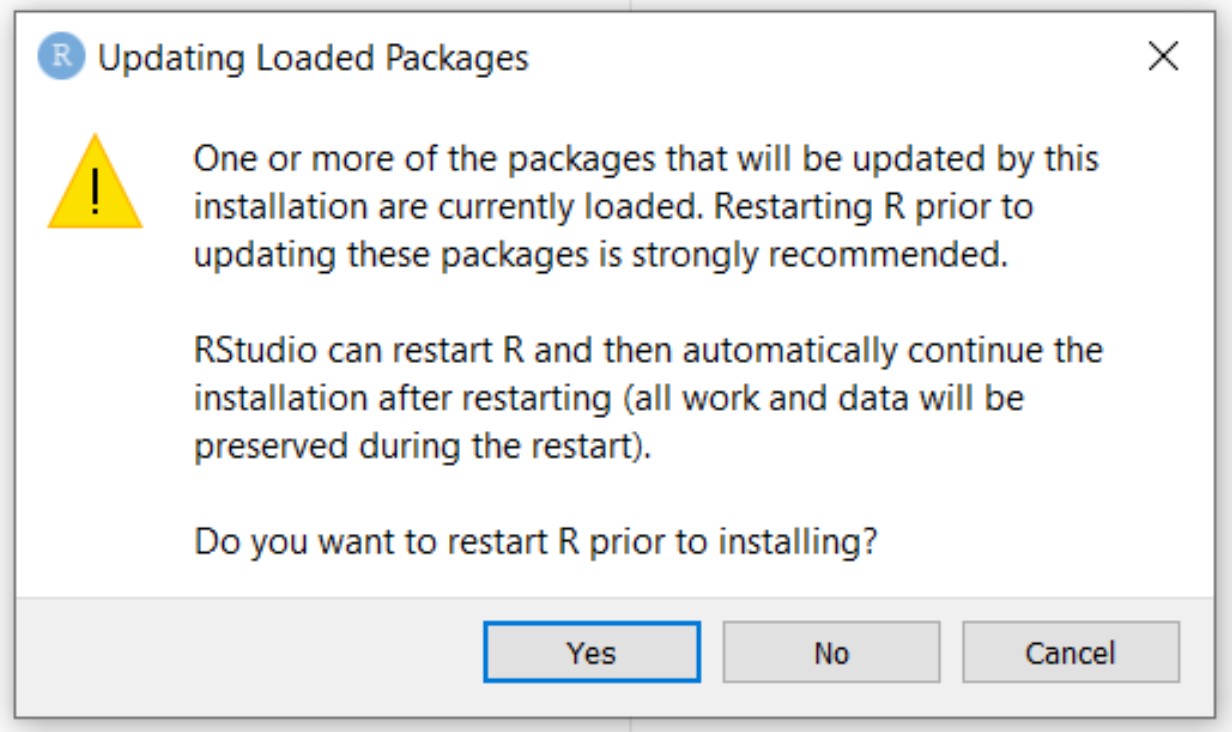 R Updating Loaded Packages
!
One or more of the packages that will be updated by this
installation are currently loaded. Restarting R prior to
updating these packages is strongly recommended.
RStudio can restart R and then automatically continue the
installation after restarting (all work and data will be
preserved during the restart).
Do you want to restart R prior to installing?
Yes No Cancel